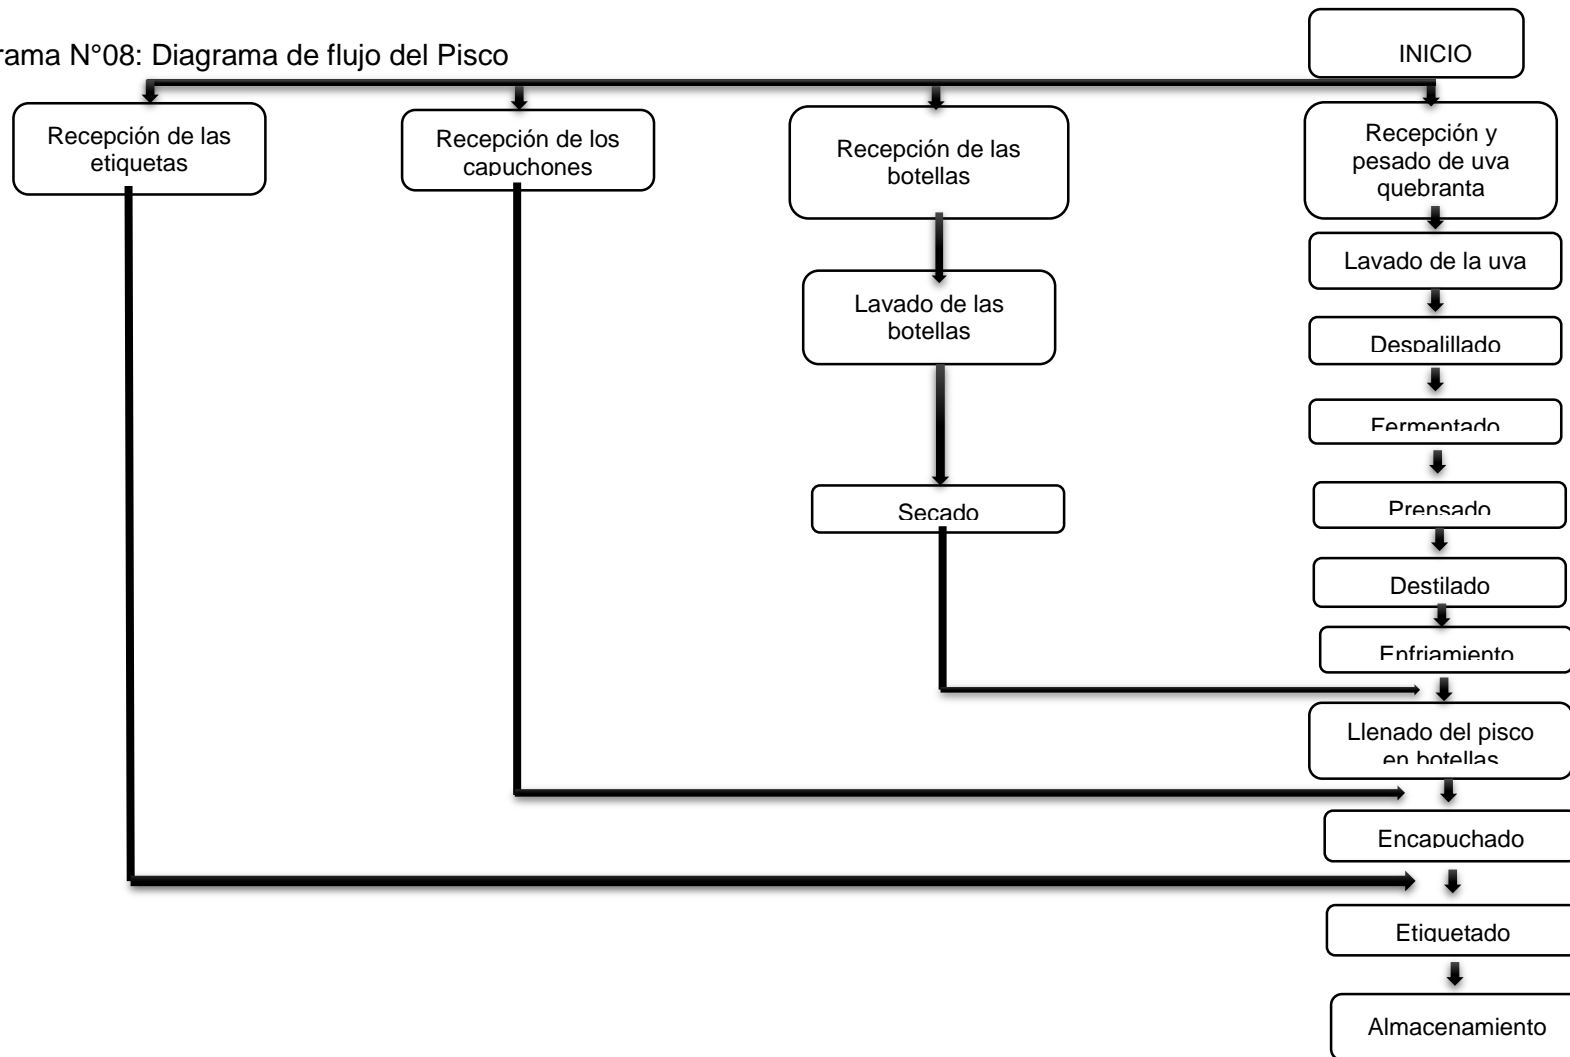 rama N°08: Diagrama de flujo del Pisco
INICIO
Recepción de las
etiquetas
Recepción de los
capuchones
Recepción de las
botellas
Recepción y
pesado de uva
quebranta
Lavado de la uva
Lavado de las
botellas
Despalillado
Fermentado
Secado
Prensado
Destilado
Enfriamiento
Llenado del pisco
en botellas
Encapuchado
Etiquetado
Almacenamiento